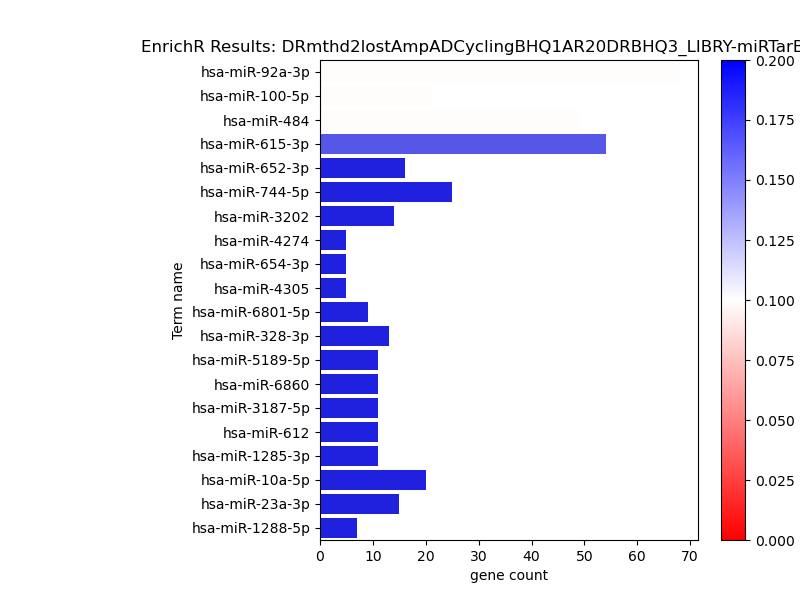 EnrichR Results: DRmthd2lostAmpADCyclingBHQ1AR20DRBHQ3_LIBRY-miRTarB
hsa-miR-92a-3p
hsa-miR-100-5p
hsa-miR-484
hsa-miR-615-3p
hsa-miR-652-3p
hsa-miR-744-5p
hsa-miR-3202
hsa-miR-4274
hsa-miR-654-3p
hsa-miR-4305
hsa-miR-6801-5p
hsa-miR-328-3p
hsa-miR-5189-5p
hsa-miR-6860
hsa-miR-3187-5p
hsa-miR-612
hsa-miR-1285-3p
hsa-miR-10a-5p
hsa-miR-23a-3p
hsa-miR-1288-5p
Term name
0 10 20 30 40 50 60 70
gene count
0.200
0.175
0.150
0.125
0.100
0.075
0.050
0.025
0.000